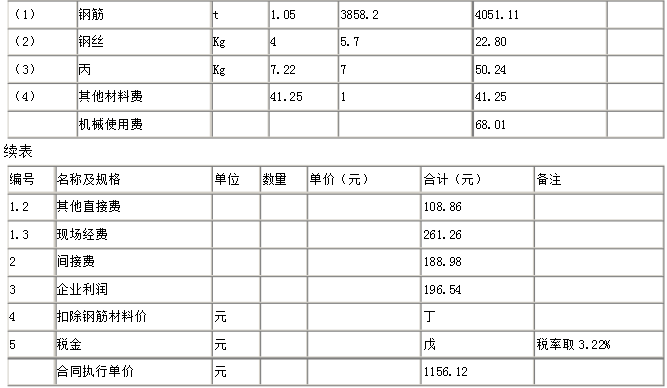 （1） 钢筋 t 1.05 3858.2 4051.11
（2） 钢丝 Kg 4 5.7 22.80
（3） 丙 Kg 7.22 7 50.24
（4） 其他材料费 41.25 1 41.25
机械使用费 68.01
续表
编号 名称及规格 单位 数量 单价（元） 合计（元） 备注
1.2 其他直接费 108.86
1.3 现场经费 261.26
2 间接费 188.98
3 企业利润 196.54
4 扣除钢筋材料价 元 丁
5 税金 元 戊 税率取 3.22%
合同执行单价 元 1156.12